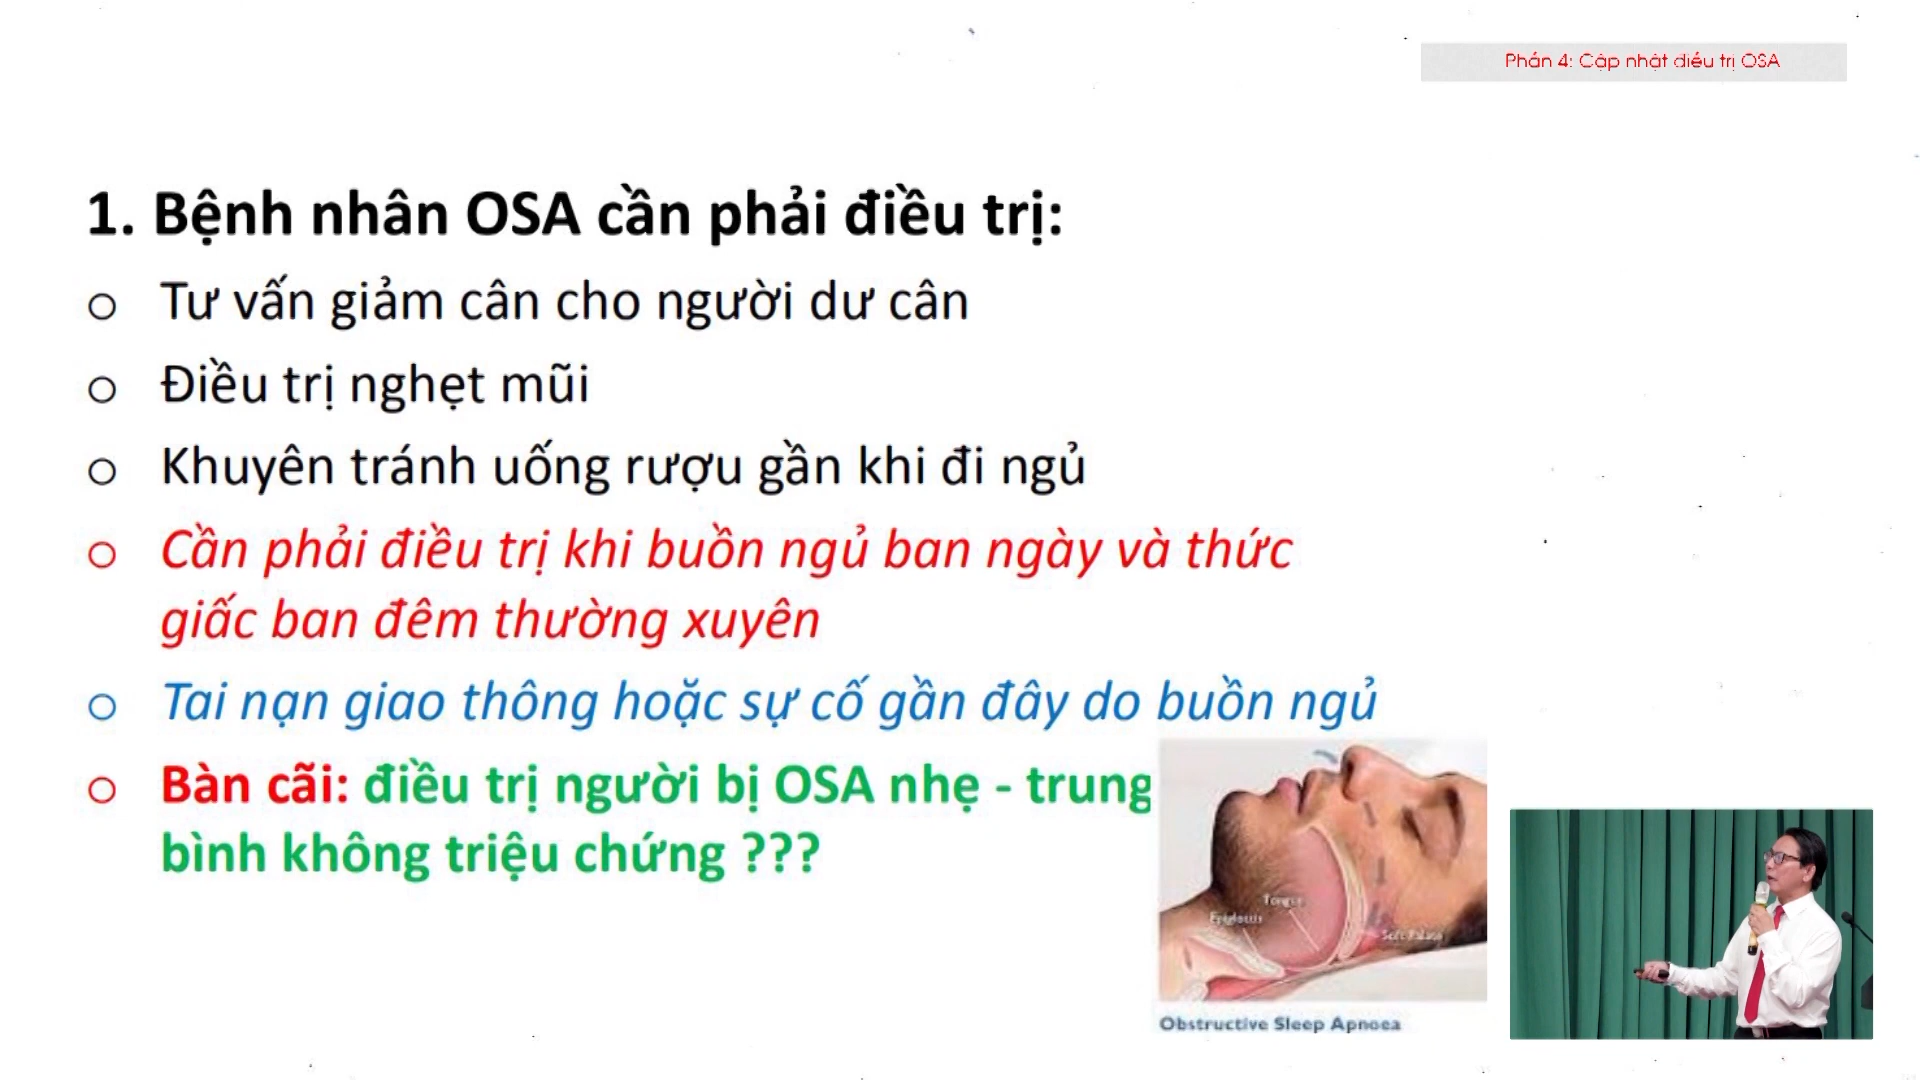 Phần 4: Cập nhật điều trị OSA
1. Bệnh nhân OSA cần phải điều trị:
o Tư vấn giảm cân cho người dư cân
o Điều trị nghẹt mũi
o Khuyên tránh uống rượu gần khi đi ngủ
o Cần phải điều trị khi buồn ngủ ban ngày và thức
giấc ban đêm thường xuyên
o Tai nạn giao thông hoặc sự cố gần đây do buồn ngủ
o Bàn cãi: điều trị người bị OSA nhẹ - trung
bình không triệu chứng ???
Tongue
Epiglottis
Soft Palate
Obstructive Sleep Apnoea